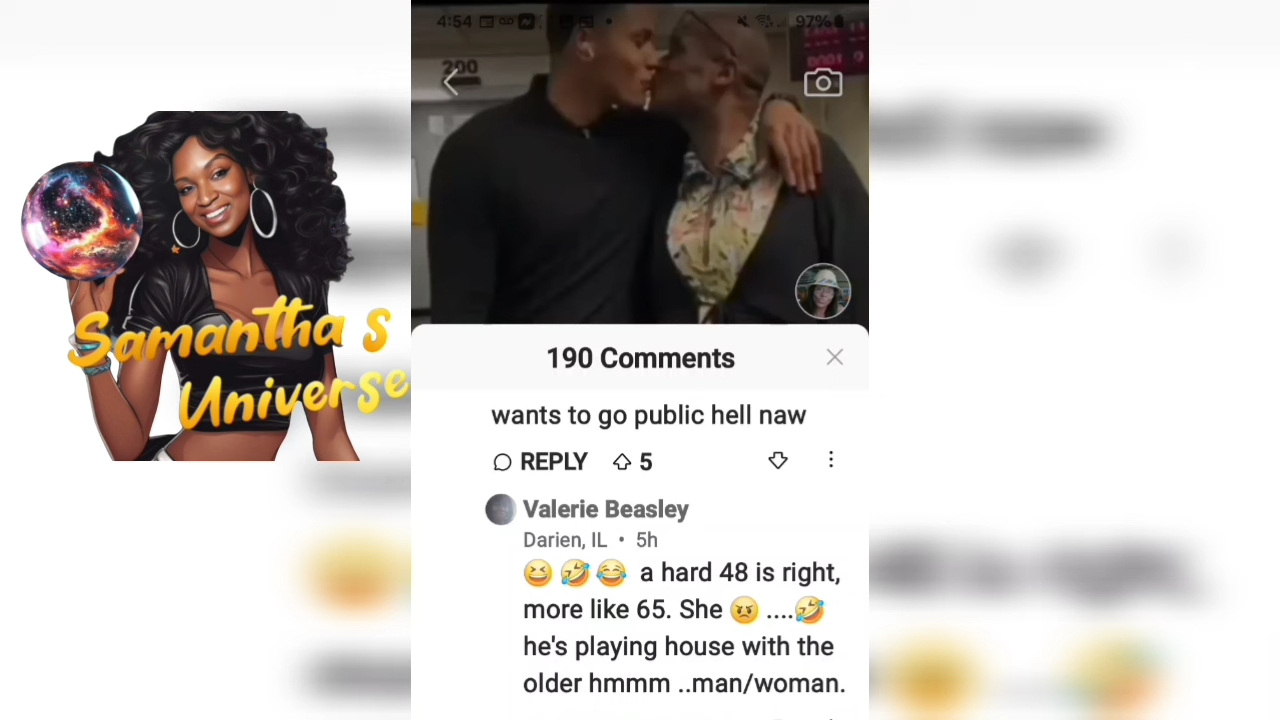 4:54
97%
200
Samantha s
Universe
190 Comments
wants to go public hell naw
REPLY 5
Valerie Beasley
Darien, IL • 5h
😆 🤣 😂 a hard 48 is right,
more like 65. She 😠 ....🤣
he's playing house with the
older hmmm ..man/woman.